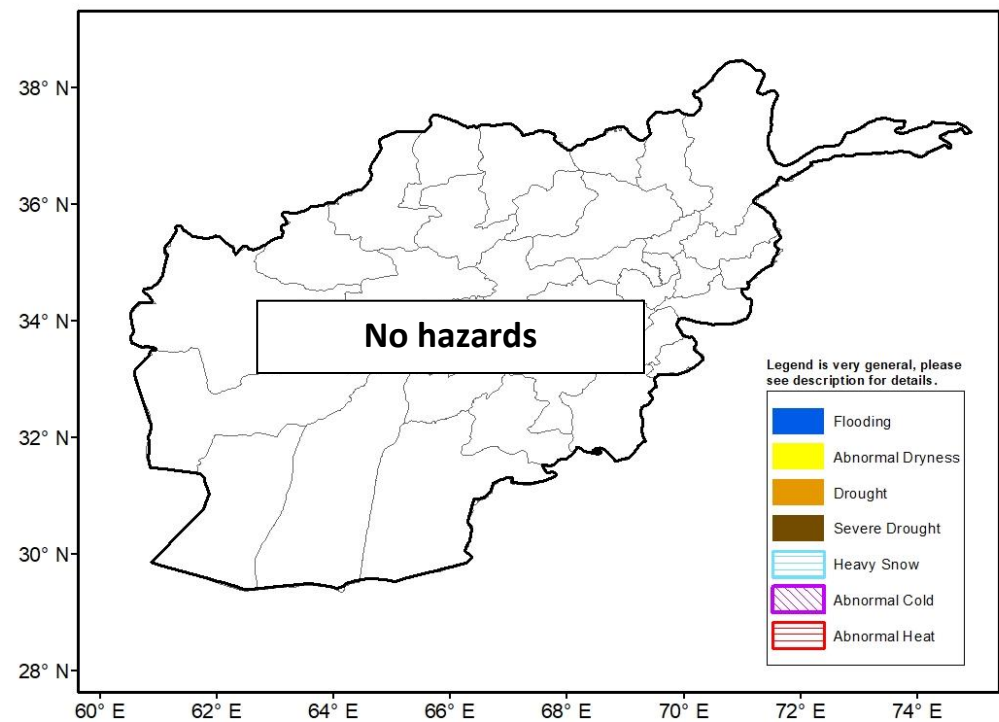 38° N
36° N
34° N
No hazards
Legend is very general, please
see description for details.
Flooding
32° N
Abnormal Dryness
Drought
Severe Drought
30° N
Heavy Snow
Abnormal Cold
Abnormal Heat
28° N
60° E 62° E 64° E 66° E 68° E 70° E 72° E 74° E